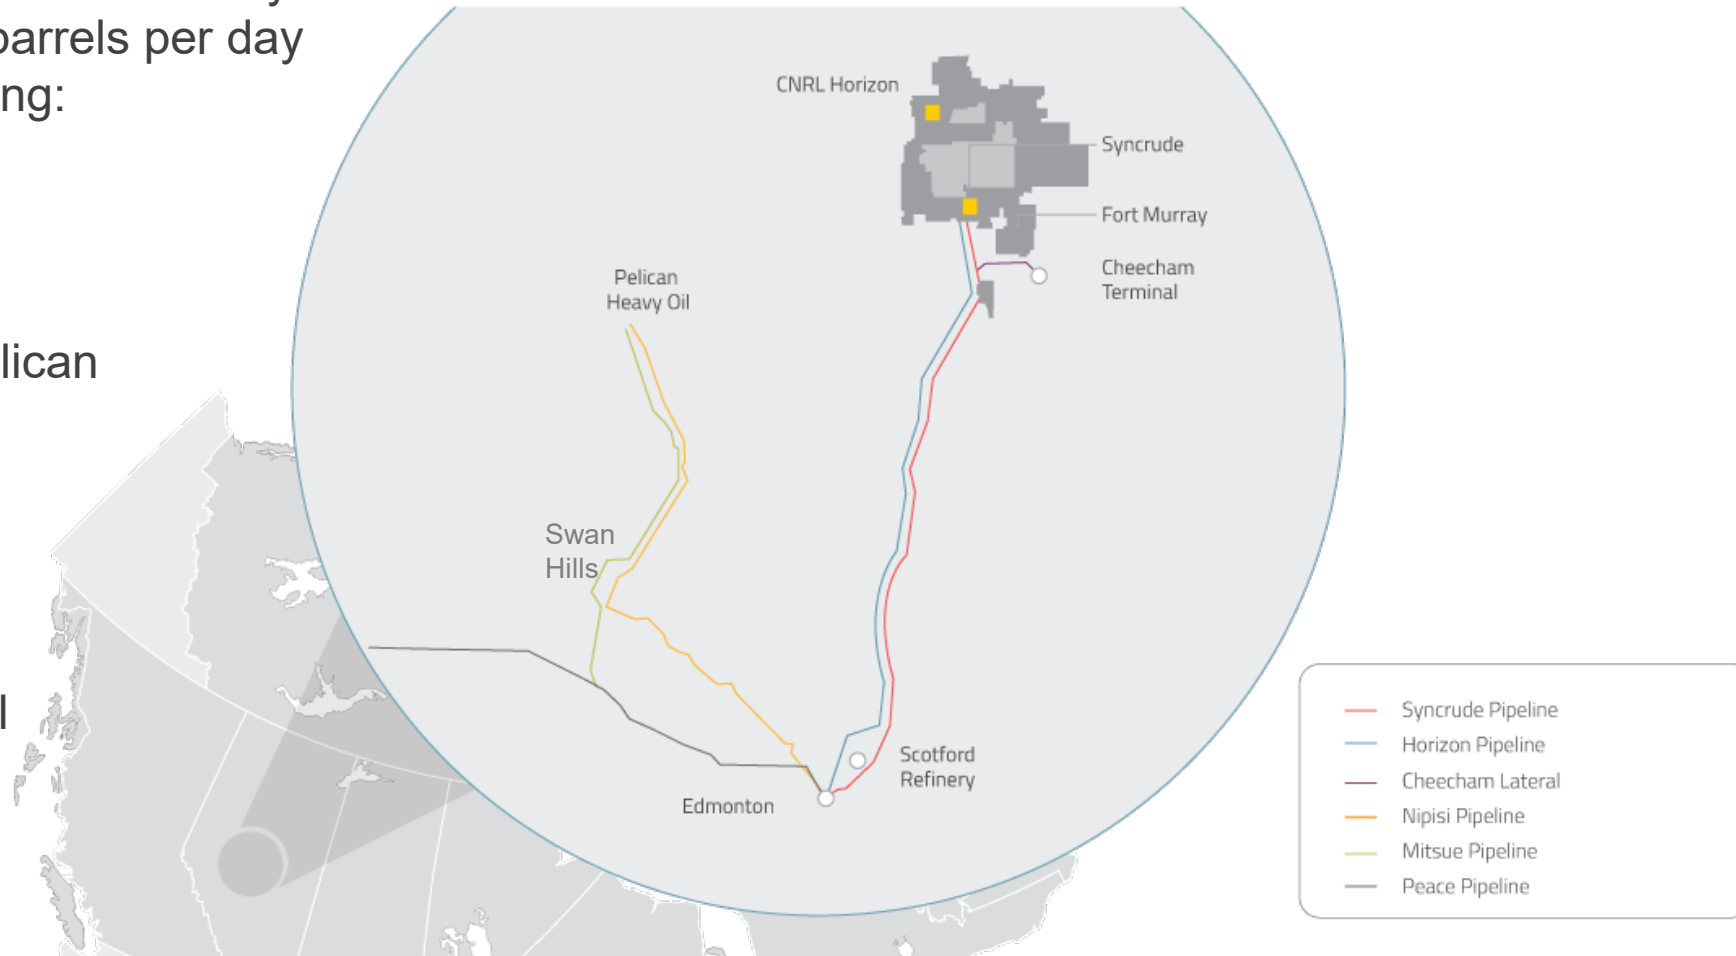 barrels per day
ng:
lican
l
CNRL Horizon
Syncrude
Fort Murray
Cheecham
Terminal
Pelican
Heavy Oil
Swan
Hills
Scotford
Refinery
Edmonton
Syncrude Pipeline
Horizon Pipeline
Cheecham Lateral
Nipisi Pipeline
Mitsue Pipeline
Peace Pipeline